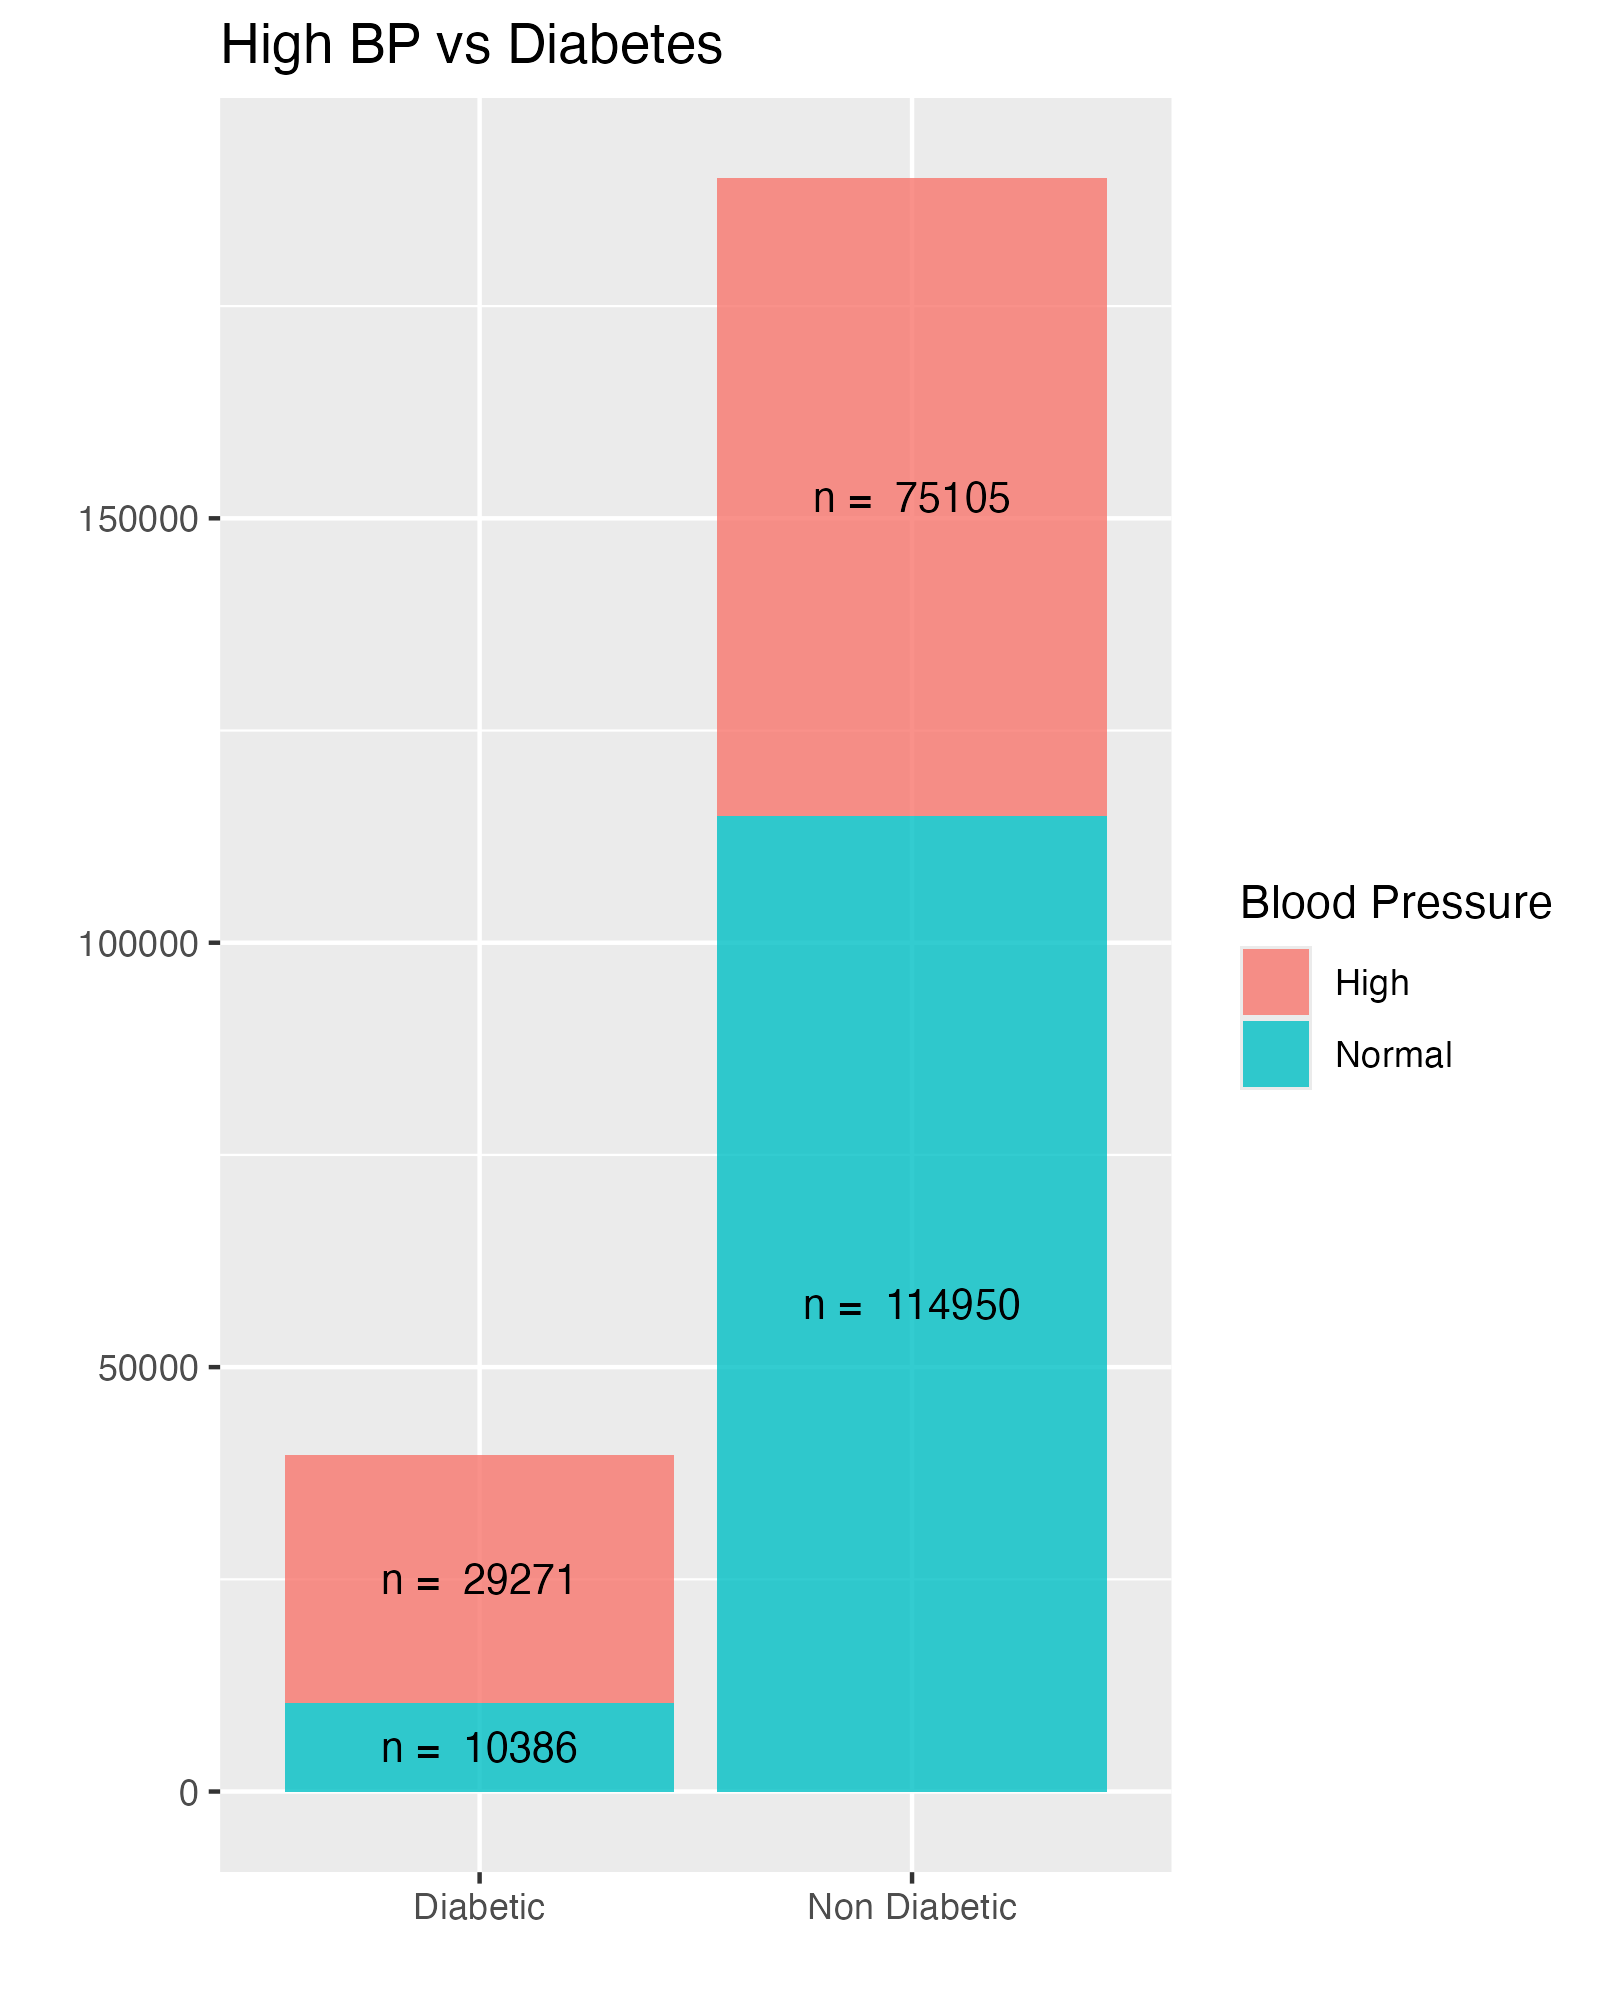 High BP vs Diabetes
n =  75105
150000
100000
Blood Pressure
High
Normal
n =  114950
50000
n =  29271
n =  10386
0
Diabetic
Non Diabetic